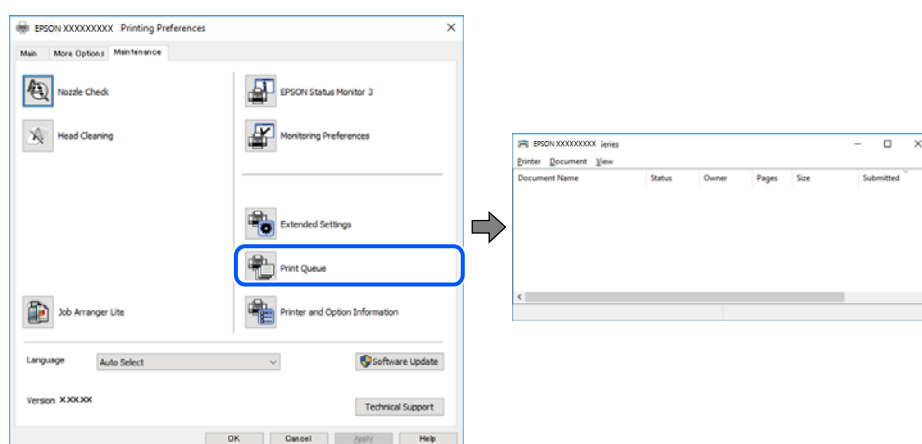 EPSON XXXXXXXXX Printing Preferences
Main More Options Maintenance
Nozzle Check
EPSON Status Monitor 3
Head Cleaning
Monitoring Preferences
Extended Settings
Print Queue
Job Arranger Lite
Printer and Option Information
Language Auto Select
Software Update
Version X.XX.XX
Technical Support
OK Cancel Apply Help
EPSON XXXXXXXXX ieries
Printer Document View
Document Name Status Owner Pages Size Submitted